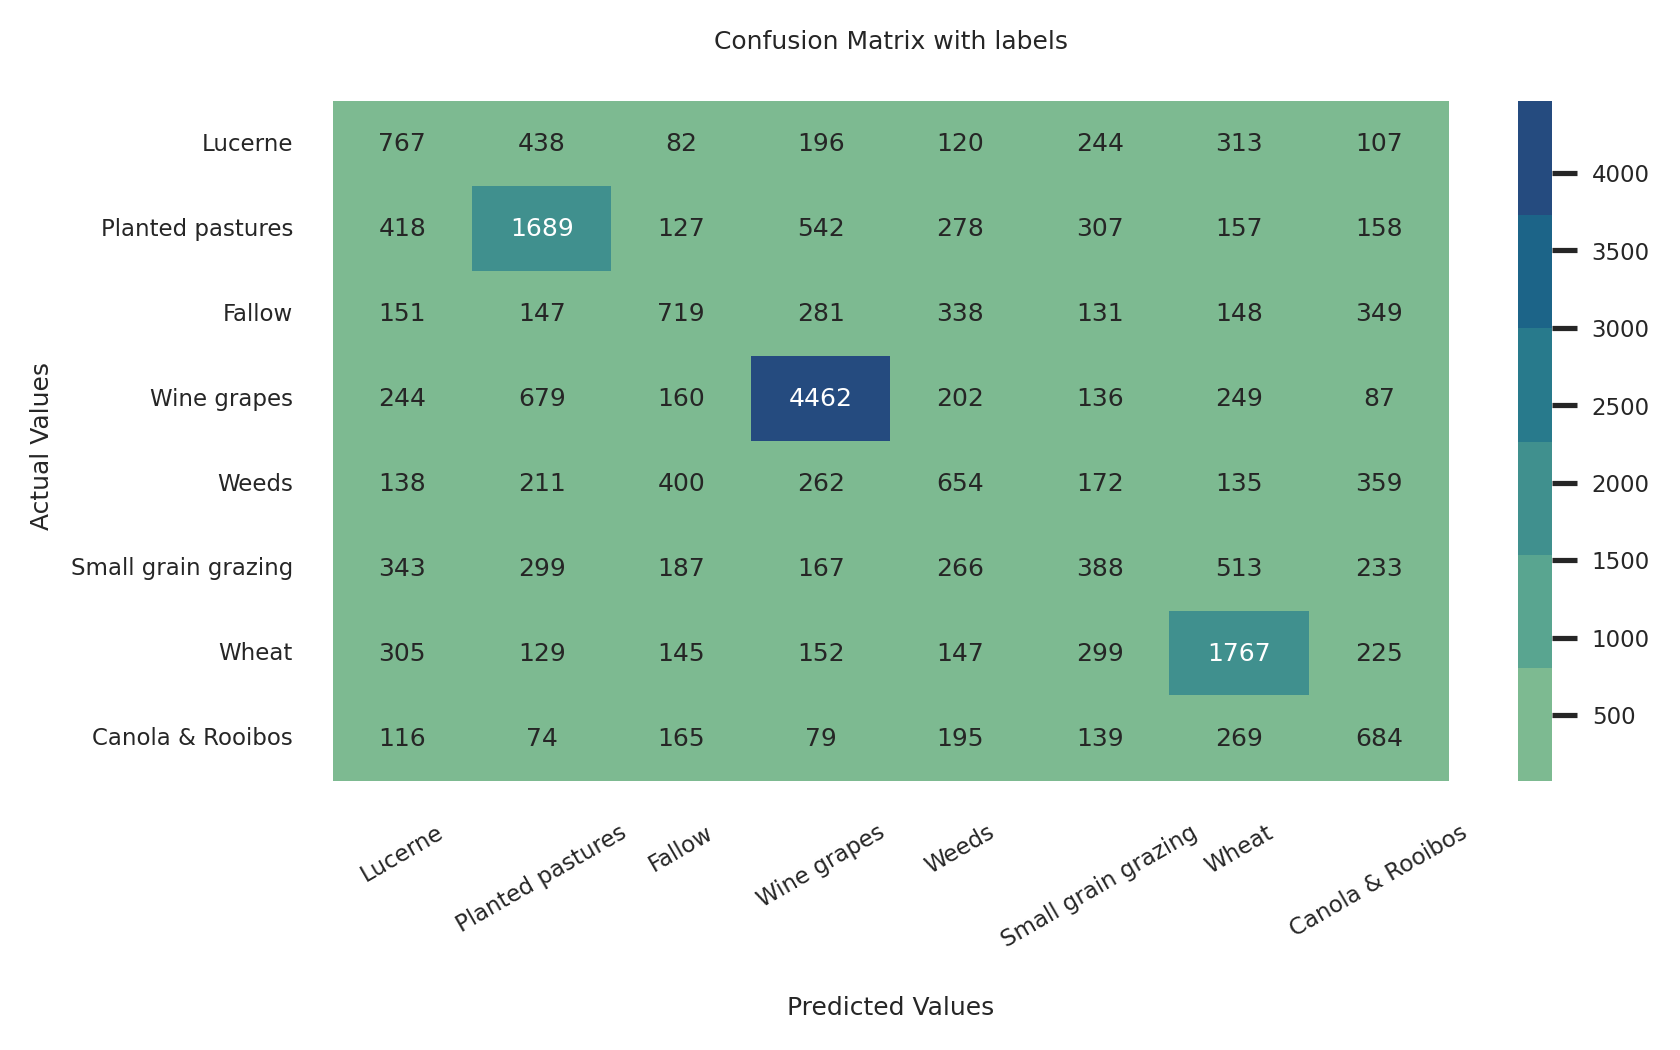 Confusion Matrix with labels
Lucerne 767 438 82 196 120 244 313 107
Planted pastures 418 1689 127 542 278 307 157 158
Fallow 151 147 719 281 338 131 148 349
Wine grapes 244 679 160 4462 202 136 249 87
Weeds 138 211 400 262 654 172 135 359
Small grain grazing 343 299 187 167 266 388 513 233
Wheat 305 129 145 152 147 299 1767 225
Canola & Rooibos 116 74 165 79 195 139 269 684
Actual Values
4000
3500
3000
2500
2000
1500
1000
500
Lucerne Planted pastures Fallow Wine grapes Weeds Small grain grazing Wheat Canola & Rooibos
Predicted Values